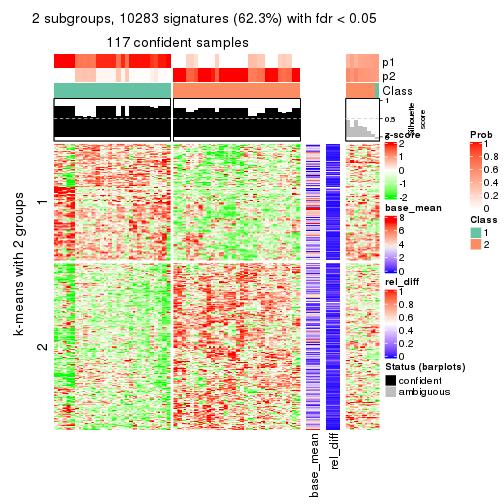 2 subgroups, 10283 signatures (62.3%) with fdr < 0.05
117 confident samples
p1
p2
Class
1
0.5
0
Silhouette
score
k-means with 2 groups
1
2
base_mean
rel_diff
z-score
2
1
0
-1
-2
base_mean
8
6
4
2
0
rel_diff
1
0.8
0.6
0.4
0.2
0
Status (barplots)
confident
ambiguous
Prob
1
0.8
0.6
0.4
0.2
0
Class
1
2